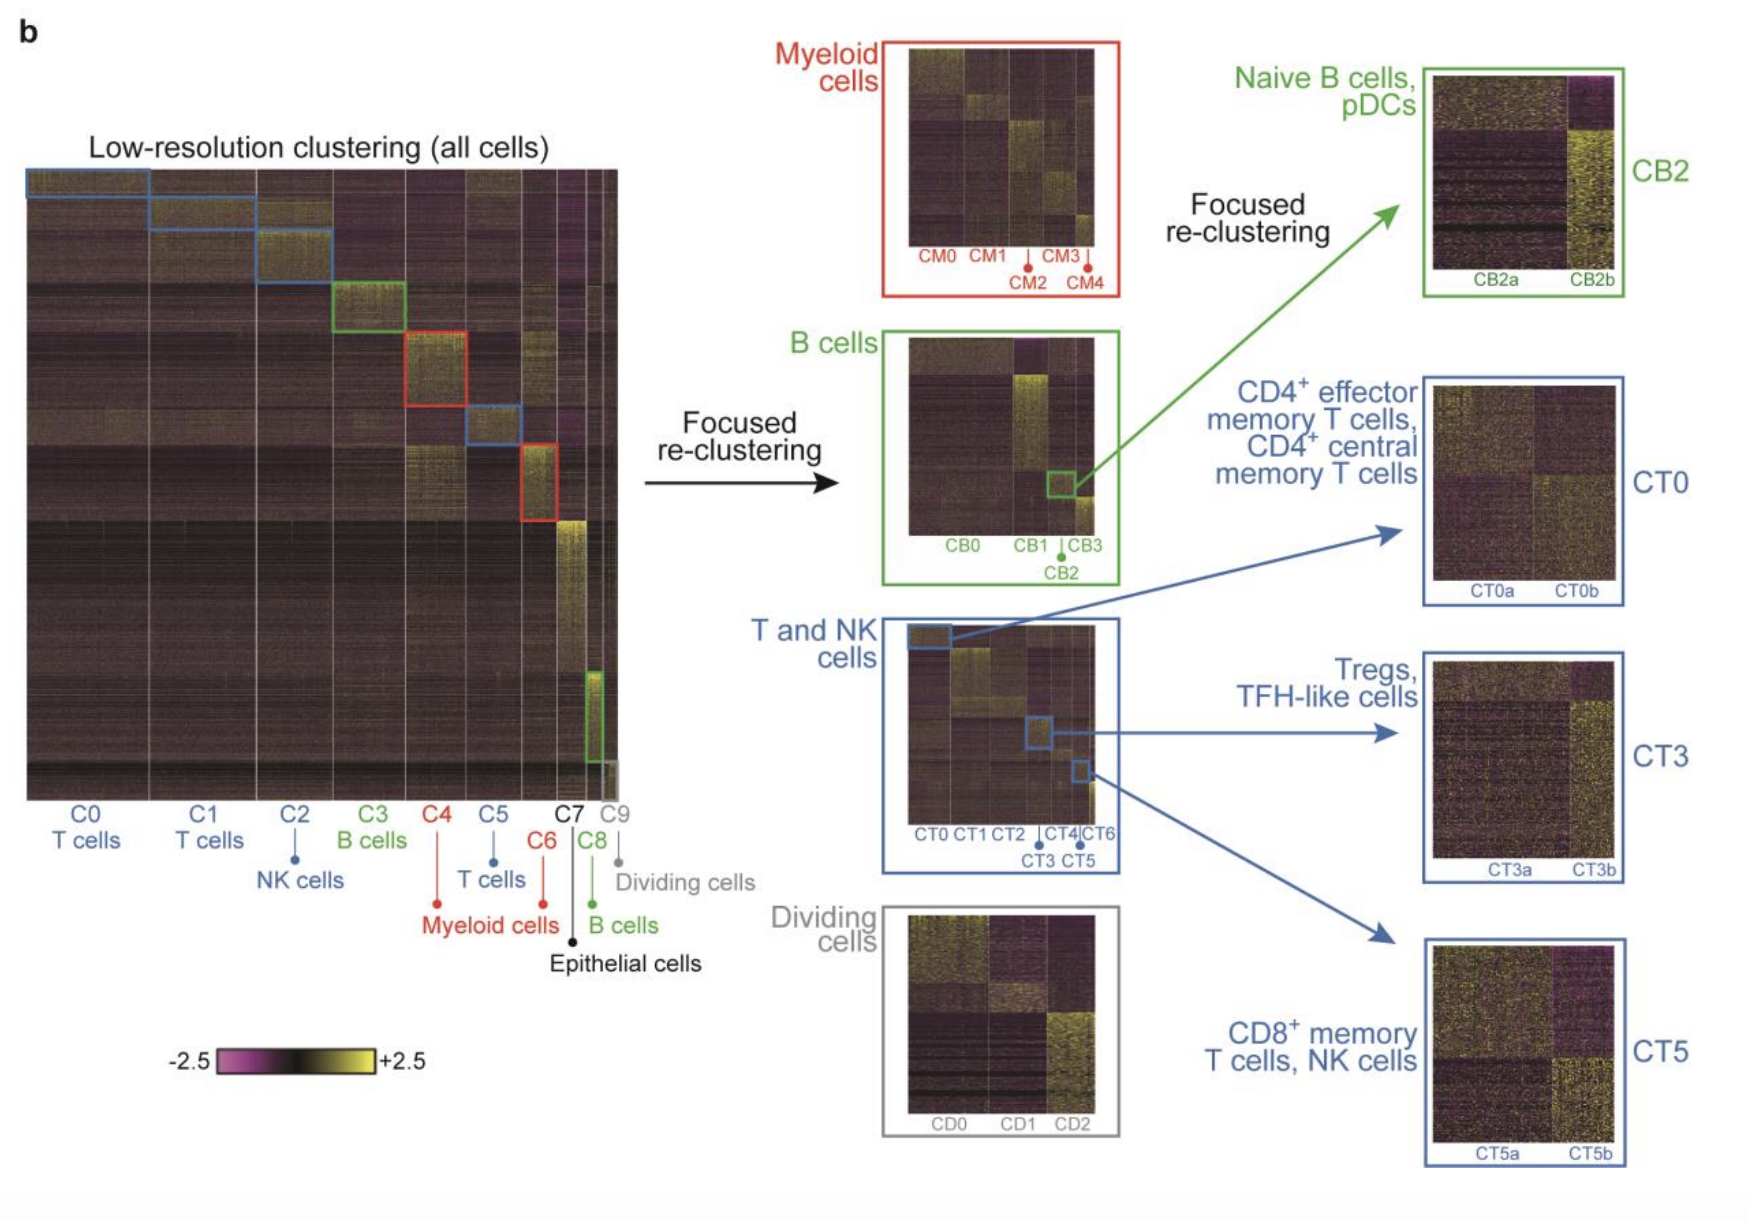 b
Low-resolution clustering (all cells)
C0
T cells
C1
T cells
C2
NK cells
C3
B cells
C4
C5
T cells
C6
Myeloid cells
C7
Epithelial cells
C8
B cells
C9
Dividing cells
-2.5
+2.5
Focused
re-clustering
Myeloid
cells
CM0 CM1 CM3
CM2 CM4
B cells
CB0 CB1 CB3
CB2
T and NK
cells
CT0 CT1 CT2 CT4 CT6
CT3 CT5
Dividing
cells
CD0 CD1 CD2
Focused
re-clustering
Naive B cells,
pDCs
CB2
CB2a CB2b
CD4⁺ effector
memory T cells,
CD4⁺ central
memory T cells
CT0
CT0a CT0b
Tregs,
TFH-like cells
CT3
CT3a CT3b
CD8⁺ memory
T cells, NK cells
CT5
CT5a CT5b